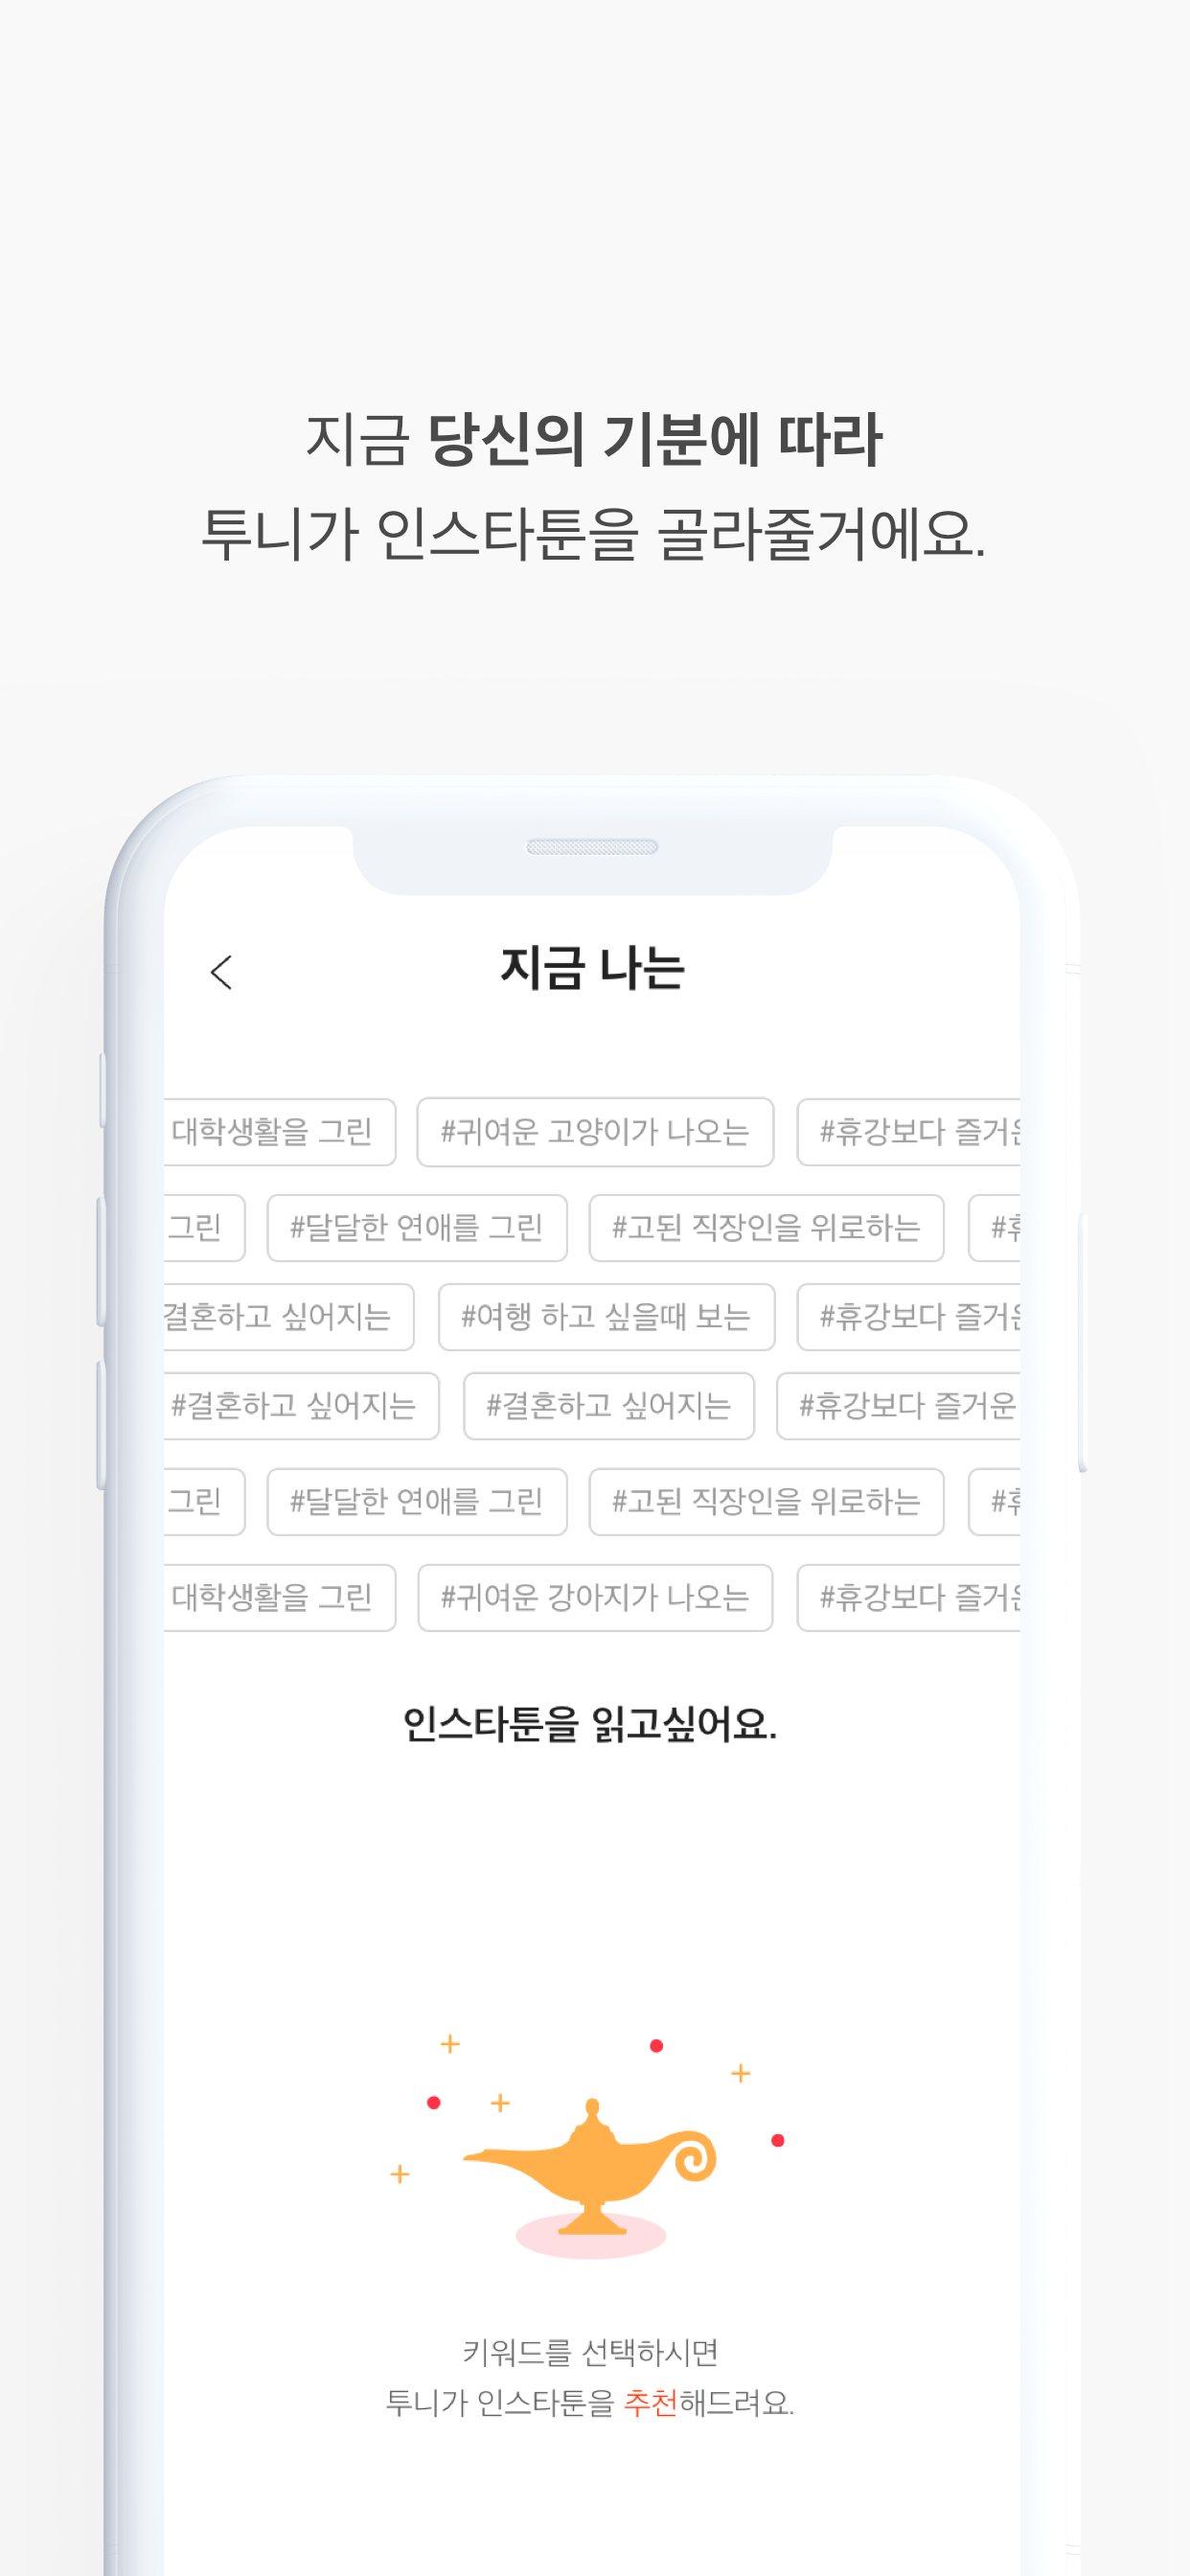 지금 당신의 기분에 따라
투니가 인스타툰을 골라줄거에요.
지금 나는
대학생활을 그린 #귀여운 고양이가 나오는 #휴강보다 즐거운
그린 #달달한 연애를 그린 #고된 직장인을 위로하는 #휴
결혼하고 싶어지는 #여행 하고 싶을때 보는 #휴강보다 즐거운
#결혼하고 싶어지는 #결혼하고 싶어지는 #휴강보다 즐거운
그린 #달달한 연애를 그린 #고된 직장인을 위로하는 #휴
대학생활을 그린 #귀여운 강아지가 나오는 #휴강보다 즐거운
인스타툰을 읽고싶어요.
키워드를 선택하시면
투니가 인스타툰을 추천해드려요.